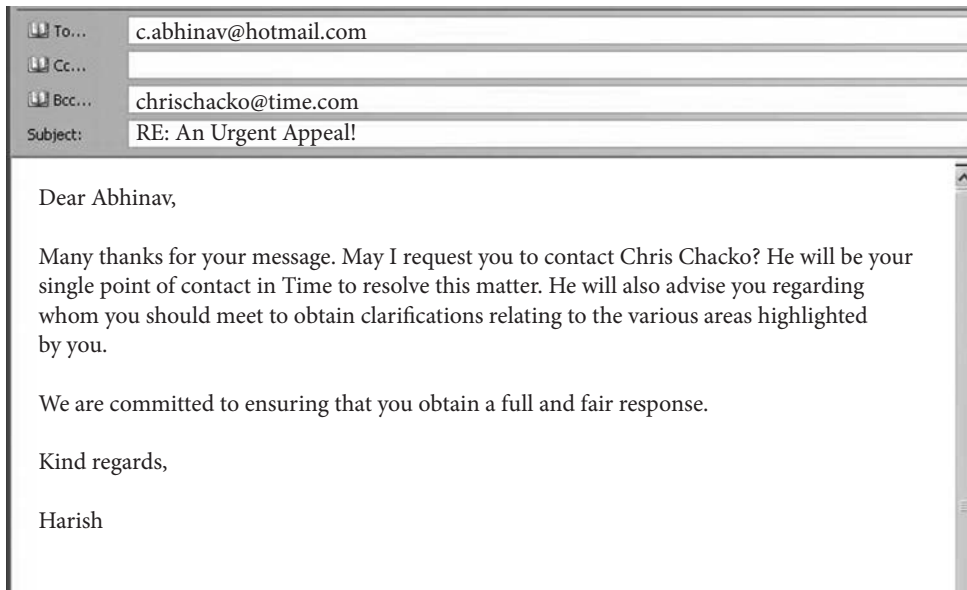 To... c.abhinav@hotmail.com
Cc...
Bcc... chrischacko@time.com
Subject: RE: An Urgent Appeal!
Dear Abhinav,
Many thanks for your message. May I request you to contact Chris Chacko? He will be your
single point of contact in Time to resolve this matter. He will also advise you regarding
whom you should meet to obtain clarifications relating to the various areas highlighted
by you.
We are committed to ensuring that you obtain a full and fair response.
Kind regards,
Harish